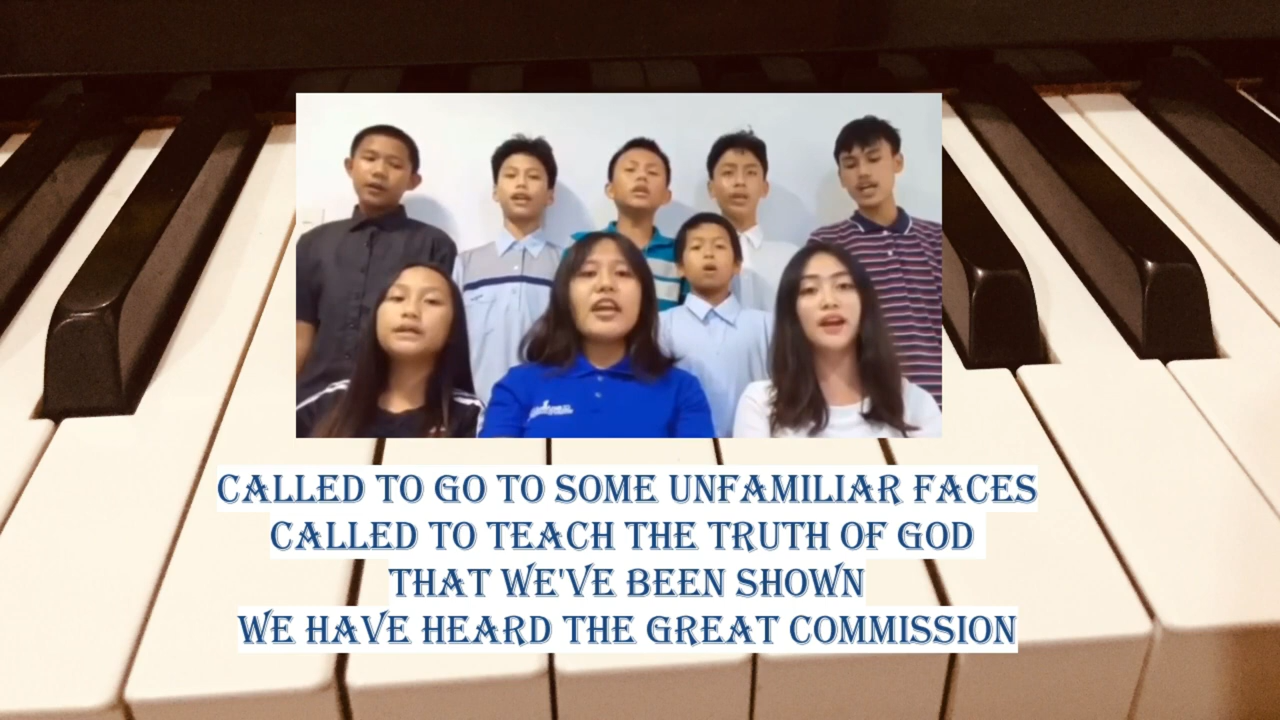 CALLED TO GO TO SOME UNFAMILIAR FACES
CALLED TO TEACH THE TRUTH OF GOD
THAT WE'VE BEEN SHOWN
WE HAVE HEARD THE GREAT COMMISSION